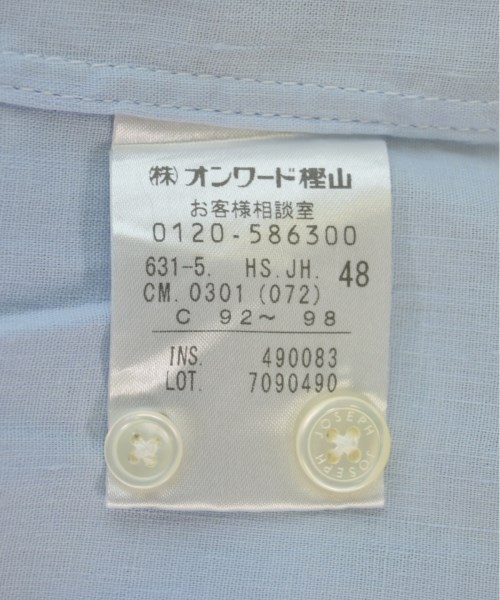 ㈱オンワード樫山
お客様相談室
0120-586300
631-5. HS.JH. 48
CM. 0301 (072)
C 92～ 98
INS. 490083
LOT. 7090490
JOSEPH JOSEPH